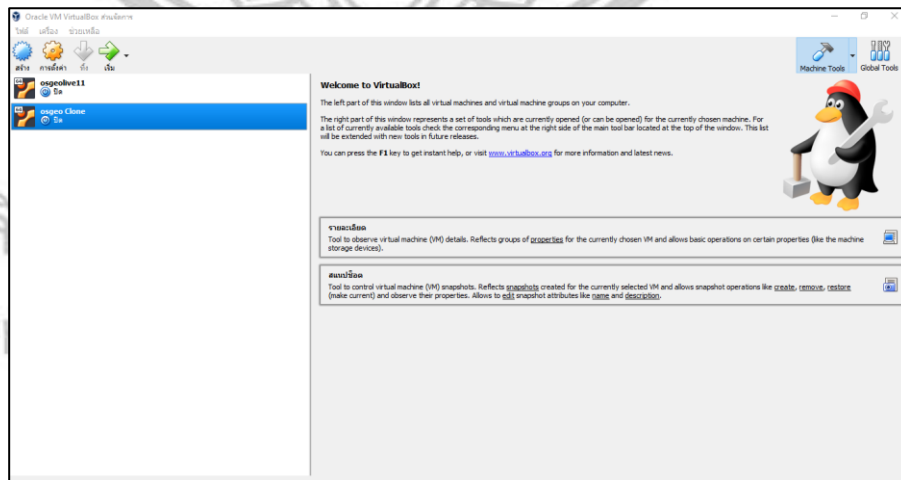 Oracle VM VirtualBox ส่วนจัดการ
ไฟล์ เครื่อง ช่วยเหลือ
สร้าง การตั้งค่า ทิ้ง เริ่ม
Machine Tools Global Tools
osgeolive11
ปิด
osgeo Clone
ปิด
Welcome to VirtualBox!
The left part of this window lists all virtual machines and virtual machine groups on your computer.
The right part of this window represents a set of tools which are currently opened (or can be opened) for the currently chosen machine. For
a list of currently available tools check the corresponding menu at the right side of the main tool bar located at the top of the window. This list
will be extended with new tools in future releases.
You can press the F1 key to get instant help, or visit www.virtualbox.org for more information and latest news.
รายละเอียด
Tool to observe virtual machine (VM) details. Reflects groups of properties for the currently chosen VM and allows basic operations on certain properties (like the machine
storage devices).
สแนปช็อต
Tool to control virtual machine (VM) snapshots. Reflects snapshots created for the currently selected VM and allows snapshot operations like create, remove, restore
(make current) and observe their properties. Allows to edit snapshot attributes like name and description.